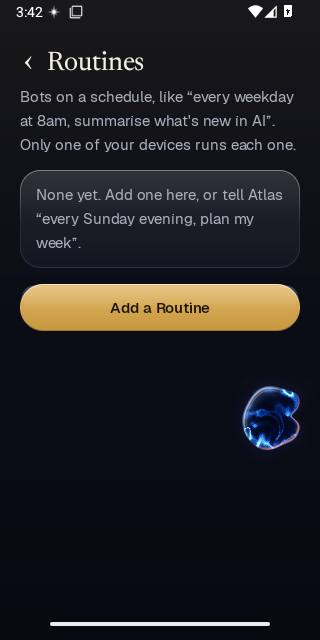 3:42
Routines
Bots on a schedule, like “every weekday
at 8am, summarise what's new in AI”.
Only one of your devices runs each one.
None yet. Add one here, or tell Atlas
“every Sunday evening, plan my
week”.
Add a Routine